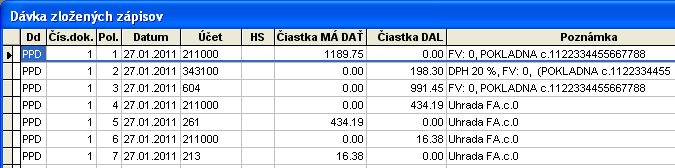 Dávka zložených zápisov
Dd Čís.dok. Pol. Datum Účet HS Čiastka MÁ DAŤ Čiastka DAL Poznámka
PPD 1 1 27.01.2011 211000 1189.75 0.00 FV: 0, POKLADNA c.1122334455667788
PPD 1 2 27.01.2011 343100 0.00 198.30 DPH 20 %, FV: 0, (POKLADNA c.1122334455
PPD 1 3 27.01.2011 604 0.00 991.45 FV: 0, POKLADNA c.1122334455667788
PPD 1 4 27.01.2011 211000 0.00 434.19 Uhrada FA.c.0
PPD 1 5 27.01.2011 261 434.19 0.00 Uhrada FA.c.0
PPD 1 6 27.01.2011 211000 0.00 16.38 Uhrada FA.c.0
PPD 1 7 27.01.2011 213 16.38 0.00 Uhrada FA.c.0